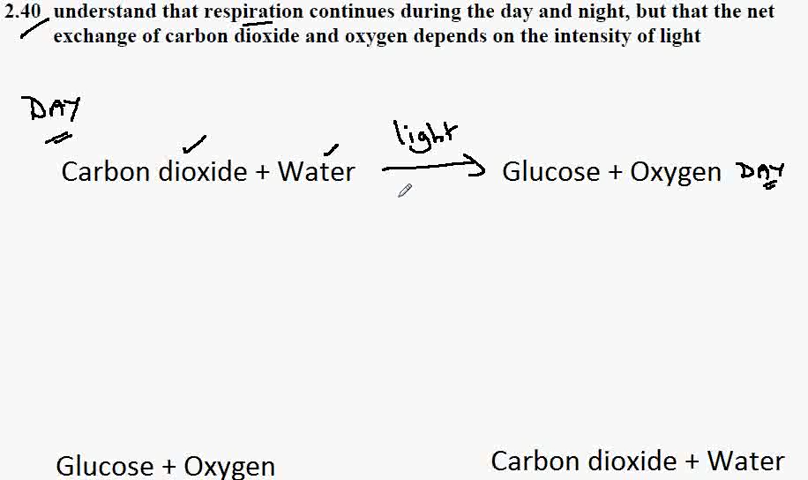 2.40 understand that respiration continues during the day and night, but that the net
exchange of carbon dioxide and oxygen depends on the intensity of light
DAY
light
Carbon dioxide + Water Glucose + Oxygen DAY
Glucose + Oxygen Carbon dioxide + Water